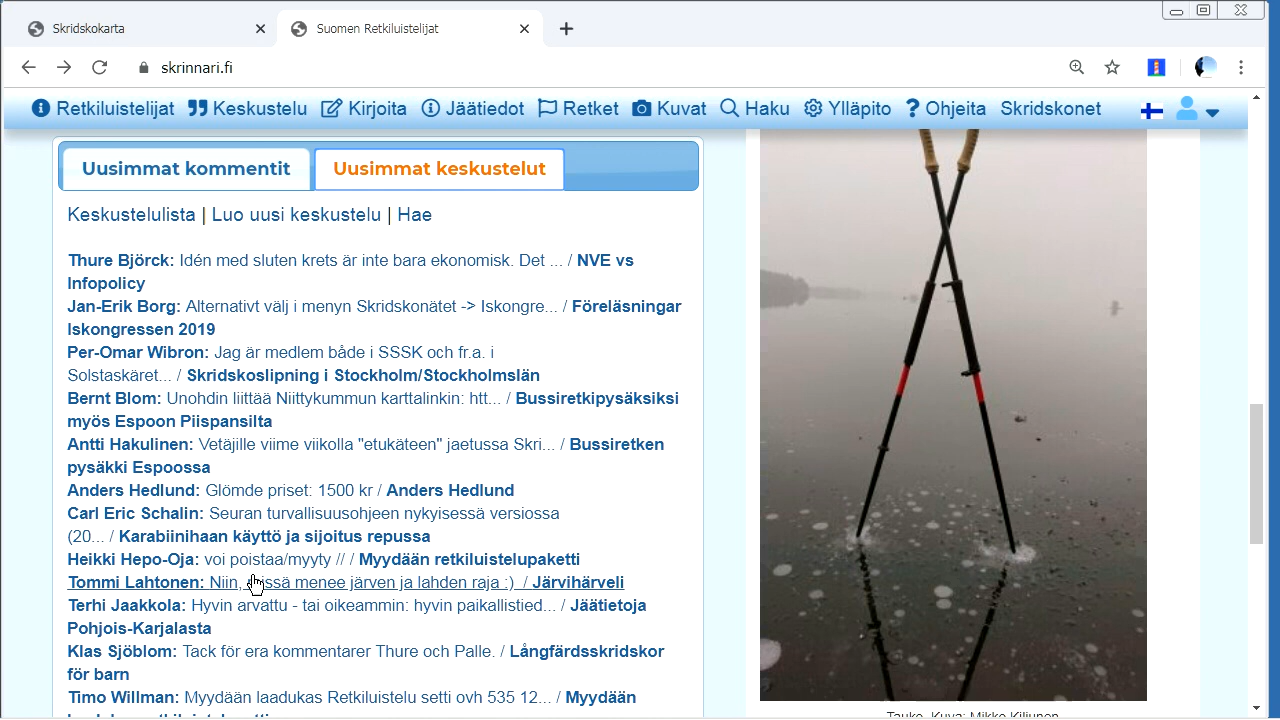 Skridskokarta
Suomen Retkiluistelijat
skrinnari.fi
Retkiluistelijat Keskustelu Kirjoita Jäätiedot Retket Kuvat Haku Ylläpito Ohjeita Skridskonet
Uusimmat kommentit Uusimmat keskustelut
Keskustelulista | Luo uusi keskustelu | Hae
Thure Björck: Idén med sluten krets är inte bara ekonomisk. Det ... / NVE vs
Infopolicy
Jan-Erik Borg: Alternativt välj i menyn Skridskonätet -> Iskongre... / Föreläsningar
Iskongressen 2019
Per-Omar Wibron: Jag är medlem både i SSSK och fr.a. i
Solstaskäret... / Skridskoslipning i Stockholm/Stockholmslän
Bernt Blom: Unohdin liittää Niittykummun karttalinkin: htt... / Bussiretkipysäksiksi
myös Espoon Piispansilta
Antti Hakulinen: Vetäjille viime viikolla "etukäteen" jaetussa Skri... / Bussiretken
pysäkki Espoossa
Anders Hedlund: Glömde priset: 1500 kr / Anders Hedlund
Carl Eric Schalin: Seuran turvallisuusohjeen nykyisessä versiossa
(20... / Karabiinihaan käyttö ja sijoitus repussa
Heikki Hepo-Oja: voi poistaa/myyty // / Myydään retkiluistelupaketti
Tommi Lahtonen: Niin, menee järven ja lahden raja :) / Järvihärveli
Terhi Jaakkola: Hyvin arvattu - tai oikeammin: hyvin paikallistied... / Jäätietoja
Pohjois-Karjalasta
Klas Sjöblom: Tack för era kommentarer Thure och Palle. / Långfärdsskridskor
för barn
Timo Willman: Myydään laadukas Retkiluistelu setti ovh 535 12... / Myydään
Tauko. Kuva: Mikko Kiljunen